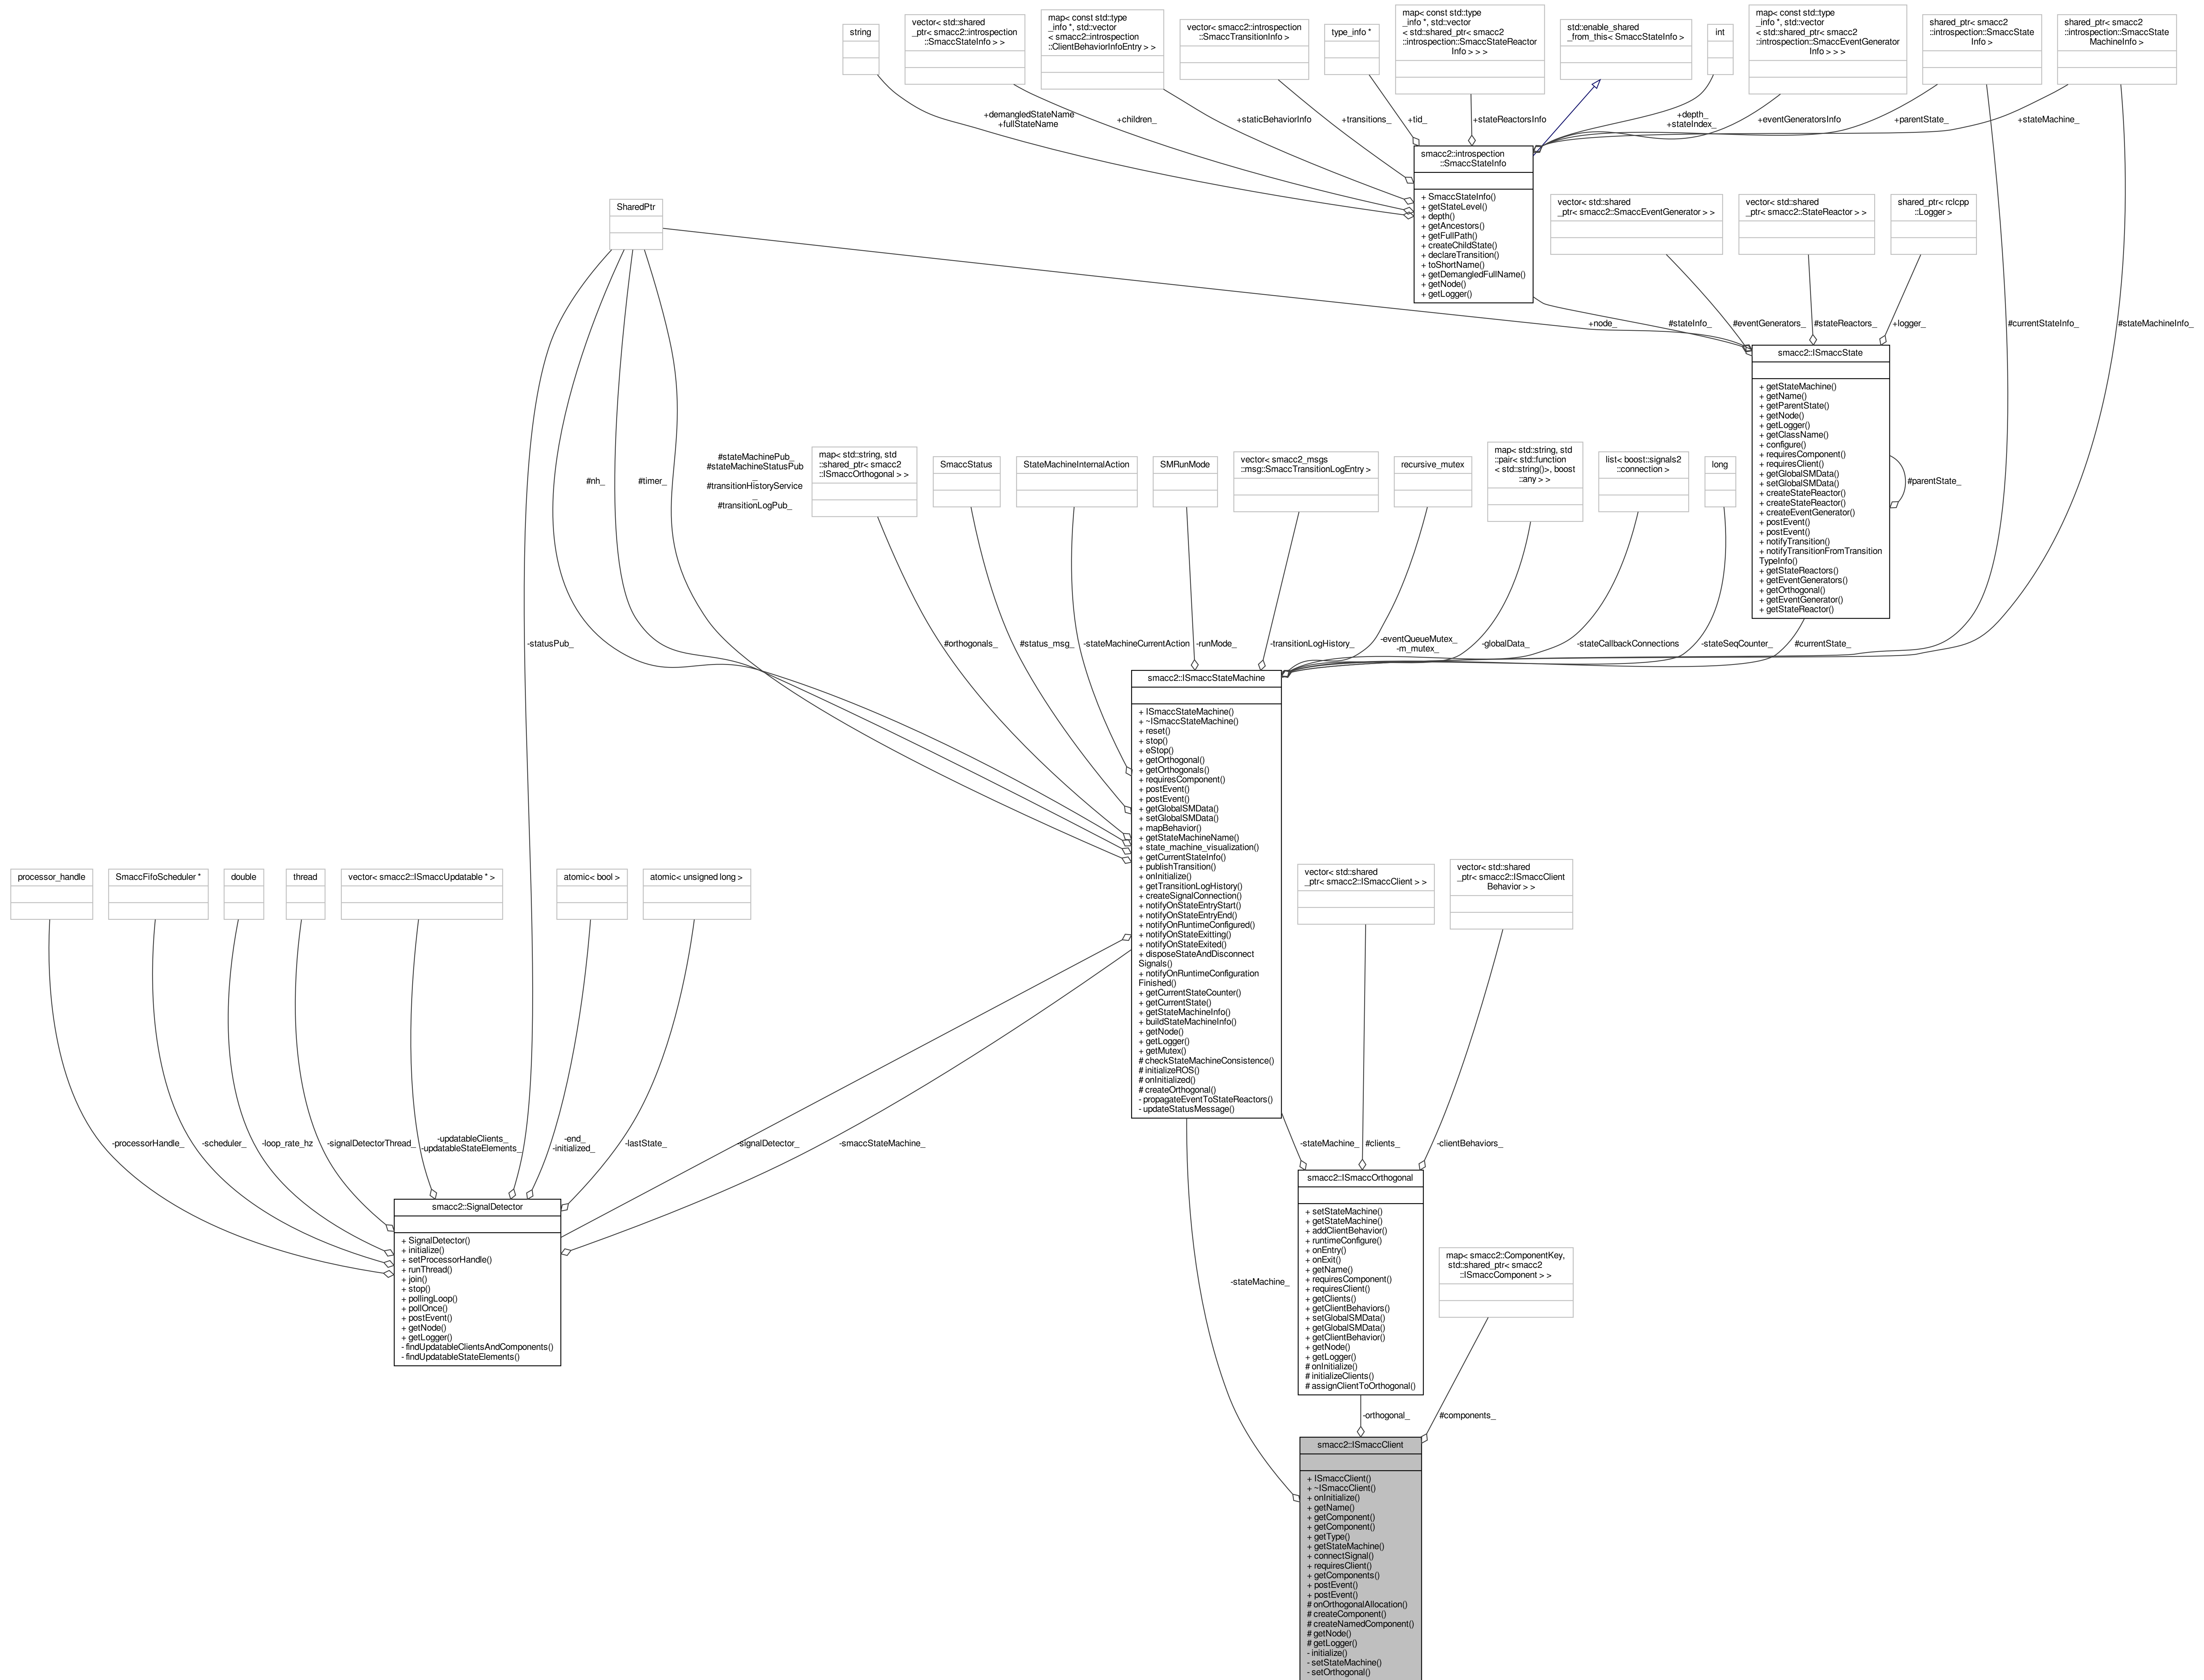 string
vector< std::shared
_ptr< smacc2::introspection
::SmaccStateInfo > >
map< const std::type
_info *, std::vector
< smacc2::introspection
::ClientBehaviorInfoEntry > >
vector< smacc2::introspection
::SmaccTransitionInfo >
type_info *
map< const std::type
_info *, std::vector
< std::shared_ptr< smacc2
::introspection::SmaccStateReactor
Info > > >
std::enable_shared
_from_this< SmaccStateInfo >
int
map< const std::type
_info *, std::vector
< std::shared_ptr< smacc2
::introspection::SmaccEventGenerator
Info > > >
shared_ptr< smacc2
::introspection::SmaccState
Info >
shared_ptr< smacc2
::introspection::SmaccState
MachineInfo >
+demangledStateName
+fullStateName
+children_
+staticBehaviorInfo
+transitions_
+tid_
+stateReactorsInfo
+depth_
+stateIndex_
+eventGeneratorsInfo
+parentState_
+stateMachine_
smacc2::introspection
::SmaccStateInfo
+ SmaccStateInfo()
+ getStateLevel()
+ depth()
+ getAncestors()
+ getFullPath()
+ createChildState()
+ declareTransition()
+ toShortName()
+ getDemangledFullName()
+ getNode()
+ getLogger()
SharedPtr
vector< std::shared
_ptr< smacc2::SmaccEventGenerator > >
vector< std::shared
_ptr< smacc2::StateReactor > >
shared_ptr< rclcpp
::Logger >
+node_
#stateInfo_
#eventGenerators_
#stateReactors_
+logger_
#currentStateInfo_
#stateMachineInfo_
smacc2::ISmaccState
+ getStateMachine()
+ getName()
+ getParentState()
+ getNode()
+ getLogger()
+ getClassName()
+ configure()
+ requiresComponent()
+ requiresClient()
+ getGlobalSMData()
+ setGlobalSMData()
+ createStateReactor()
+ createStateReactor()
+ createEventGenerator()
+ postEvent()
+ postEvent()
+ notifyTransition()
+ notifyTransitionFromTransition
TypeInfo()
+ getStateReactors()
+ getEventGenerators()
+ getOrthogonal()
+ getEventGenerator()
+ getStateReactor()
#parentState_
#nh_
#timer_
#stateMachinePub_
#stateMachineStatusPub
_
#transitionHistoryService
_
#transitionLogPub_
map< std::string, std
::shared_ptr< smacc2
::ISmaccOrthogonal > >
SmaccStatus
StateMachineInternalAction
SMRunMode
vector< smacc2_msgs
::msg::SmaccTransitionLogEntry >
recursive_mutex
map< std::string, std
::pair< std::function
< std::string()>, boost
::any > >
list< boost::signals2
::connection >
long
-statusPub_
#orthogonals_
#status_msg_
-stateMachineCurrentAction
-runMode_
-transitionLogHistory_
-eventQueueMutex_
-m_mutex_
-globalData_
-stateCallbackConnections
-stateSeqCounter_
#currentState_
smacc2::ISmaccStateMachine
+ ISmaccStateMachine()
+ ~ISmaccStateMachine()
+ reset()
+ stop()
+ eStop()
+ getOrthogonal()
+ getOrthogonals()
+ requiresComponent()
+ postEvent()
+ postEvent()
+ getGlobalSMData()
+ setGlobalSMData()
+ mapBehavior()
+ getStateMachineName()
+ state_machine_visualization()
+ getCurrentStateInfo()
+ publishTransition()
+ onInitialize()
+ getTransitionLogHistory()
+ createSignalConnection()
+ notifyOnStateEntryStart()
+ notifyOnStateEntryEnd()
+ notifyOnRuntimeConfigured()
+ notifyOnStateExitting()
+ notifyOnStateExited()
+ disposeStateAndDisconnect
Signals()
+ notifyOnRuntimeConfiguration
Finished()
+ getCurrentStateCounter()
+ getCurrentState()
+ getStateMachineInfo()
+ buildStateMachineInfo()
+ getNode()
+ getLogger()
+ getMutex()
# checkStateMachineConsistence()
# initializeROS()
# onInitialized()
# createOrthogonal()
- propagateEventToStateReactors()
- updateStatusMessage()
processor_handle
SmaccFifoScheduler *
double
thread
vector< smacc2::ISmaccUpdatable * >
atomic< bool >
atomic< unsigned long >
vector< std::shared
_ptr< smacc2::ISmaccClient > >
vector< std::shared
_ptr< smacc2::ISmaccClient
Behavior > >
-processorHandle_
-scheduler_
-loop_rate_hz
-signalDetectorThread_
-updatableClients_
-updatableStateElements_
-end_
-initialized_
-lastState_
-signalDetector_
-smaccStateMachine_
-stateMachine_
#clients_
-clientBehaviors_
smacc2::SignalDetector
+ SignalDetector()
+ initialize()
+ setProcessorHandle()
+ runThread()
+ join()
+ stop()
+ pollingLoop()
+ pollOnce()
+ postEvent()
+ getNode()
+ getLogger()
- findUpdatableClientsAndComponents()
- findUpdatableStateElements()
smacc2::ISmaccOrthogonal
+ setStateMachine()
+ getStateMachine()
+ addClientBehavior()
+ runtimeConfigure()
+ onEntry()
+ onExit()
+ getName()
+ requiresComponent()
+ requiresClient()
+ getClients()
+ getClientBehaviors()
+ setGlobalSMData()
+ getGlobalSMData()
+ getClientBehavior()
+ getNode()
+ getLogger()
# onInitialize()
# initializeClients()
# assignClientToOrthogonal()
map< smacc2::ComponentKey,
std::shared_ptr< smacc2
::ISmaccComponent > >
-stateMachine_
-orthogonal_
#components_
smacc2::ISmaccClient
+ ISmaccClient()
+ ~ISmaccClient()
+ onInitialize()
+ getName()
+ getComponent()
+ getComponent()
+ getType()
+ getStateMachine()
+ connectSignal()
+ requiresClient()
+ getComponents()
+ postEvent()
+ postEvent()
# onOrthogonalAllocation()
# createComponent()
# createNamedComponent()
# getNode()
# getLogger()
- initialize()
- setStateMachine()
- setOrthogonal()